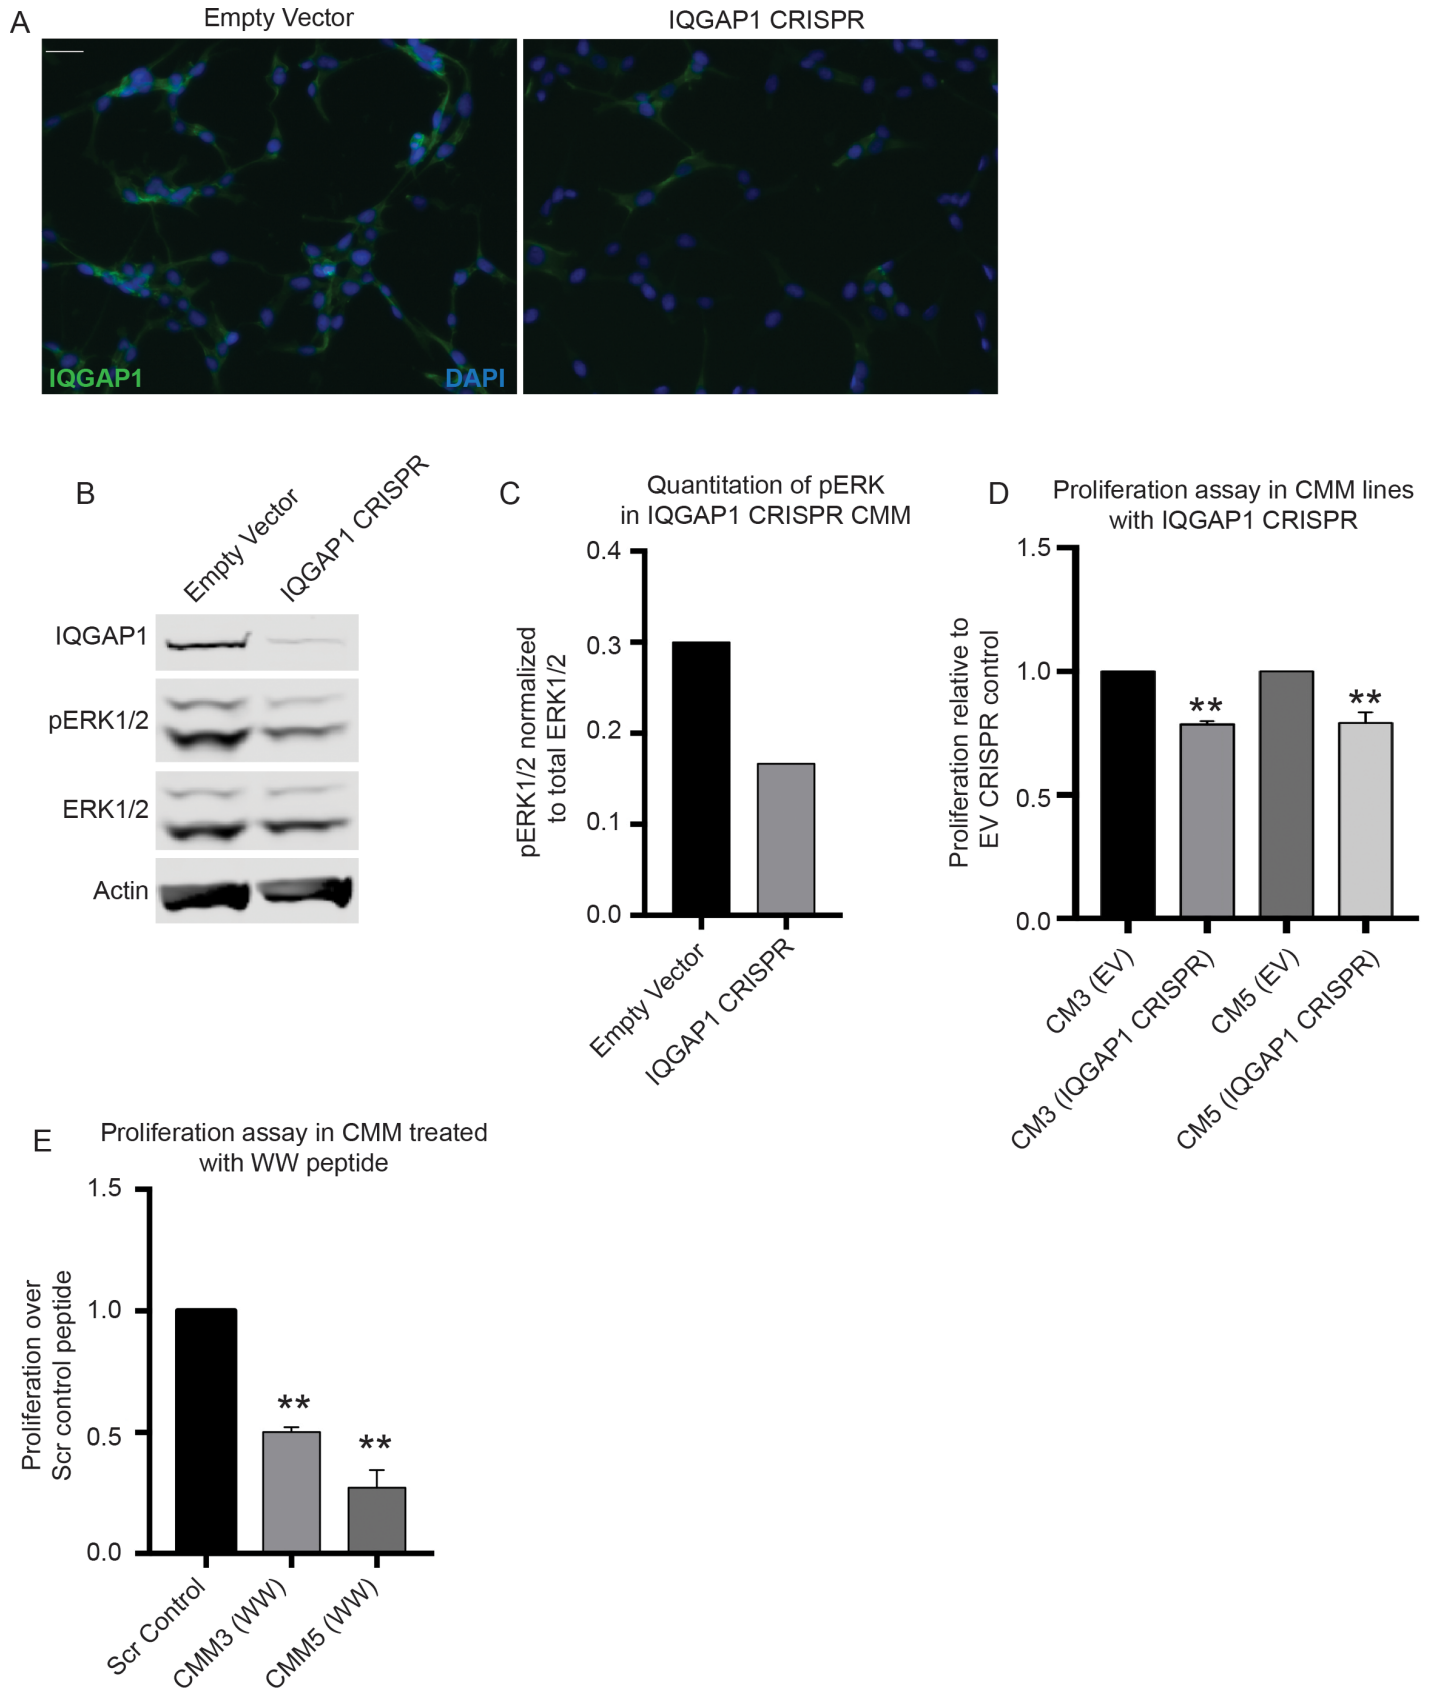 A
Empty Vector
IQGAP1 CRISPR
IQGAP1
DAPI
B
Empty Vector
IQGAP1 CRISPR
IQGAP1
pERK1/2
ERK1/2
Actin
C
Quantitation of pERK
in IQGAP1 CRISPR CMM
pERK1/2 normalized
to total ERK1/2
0.4
0.3
0.2
0.1
0.0
Empty Vector
IQGAP1 CRISPR
D
Proliferation assay in CMM lines
with IQGAP1 CRISPR
Proliferation relative to
EV CRISPR control
1.5
1.0
0.5
0.0
**
**
CM3 (EV)
CM3 (IQGAP1 CRISPR)
CM5 (EV)
CM5 (IQGAP1 CRISPR)
E
Proliferation assay in CMM treated
with WW peptide
Proliferation over
Scr control peptide
1.5
1.0
0.5
0.0
**
**
Scr Control
CMM3 (WW)
CMM5 (WW)